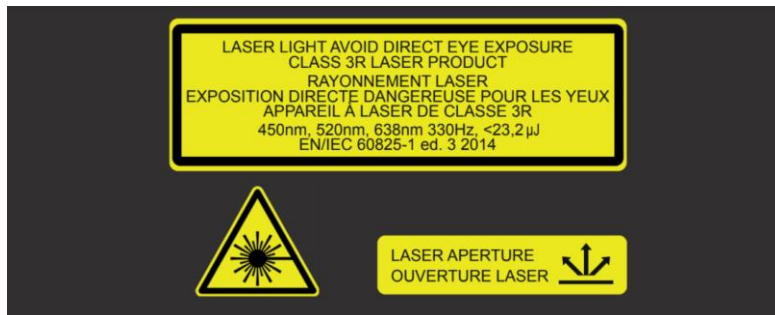 LASER LIGHT AVOID DIRECT EYE EXPOSURE
CLASS 3R LASER PRODUCT
RAYONNEMENT LASER
EXPOSITION DIRECTE DANGEREUSE POUR LES YEUX
APPAREIL À LASER DE CLASSE 3R
450nm, 520nm, 638nm 330Hz, <23,2 µJ
EN/IEC 60825-1 ed. 3 2014
LASER APERTURE
OUVERTURE LASER